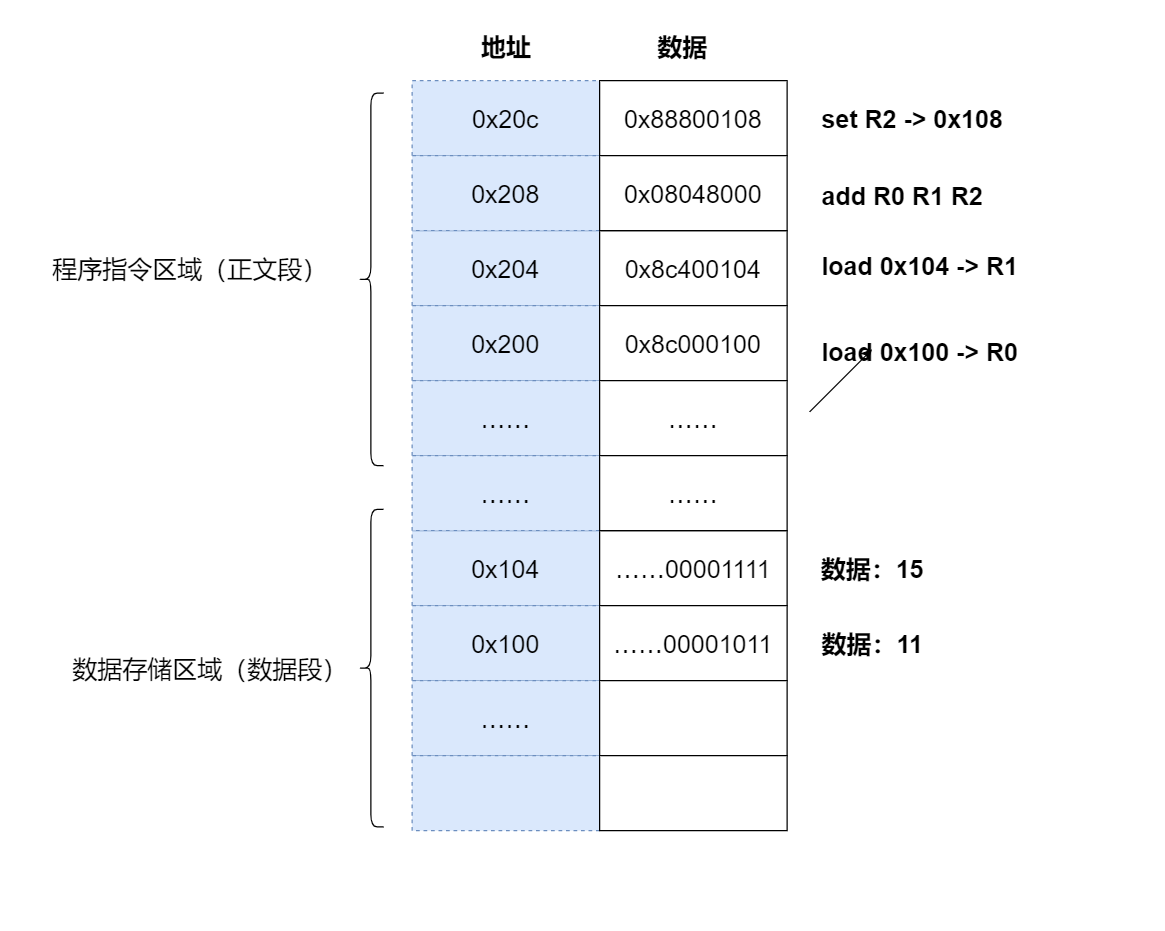 地址 数据
0x20c 0x88800108 set R2 -> 0x108
0x208 0x08048000 add R0 R1 R2
程序指令区域（正文段） 0x204 0x8c400104 load 0x104 -> R1
0x200 0x8c000100 load 0x100 -> R0
…… ……
…… ……
0x104 ……00001111 数据：15
0x100 ……00001011 数据：11
数据存储区域（数据段）
……